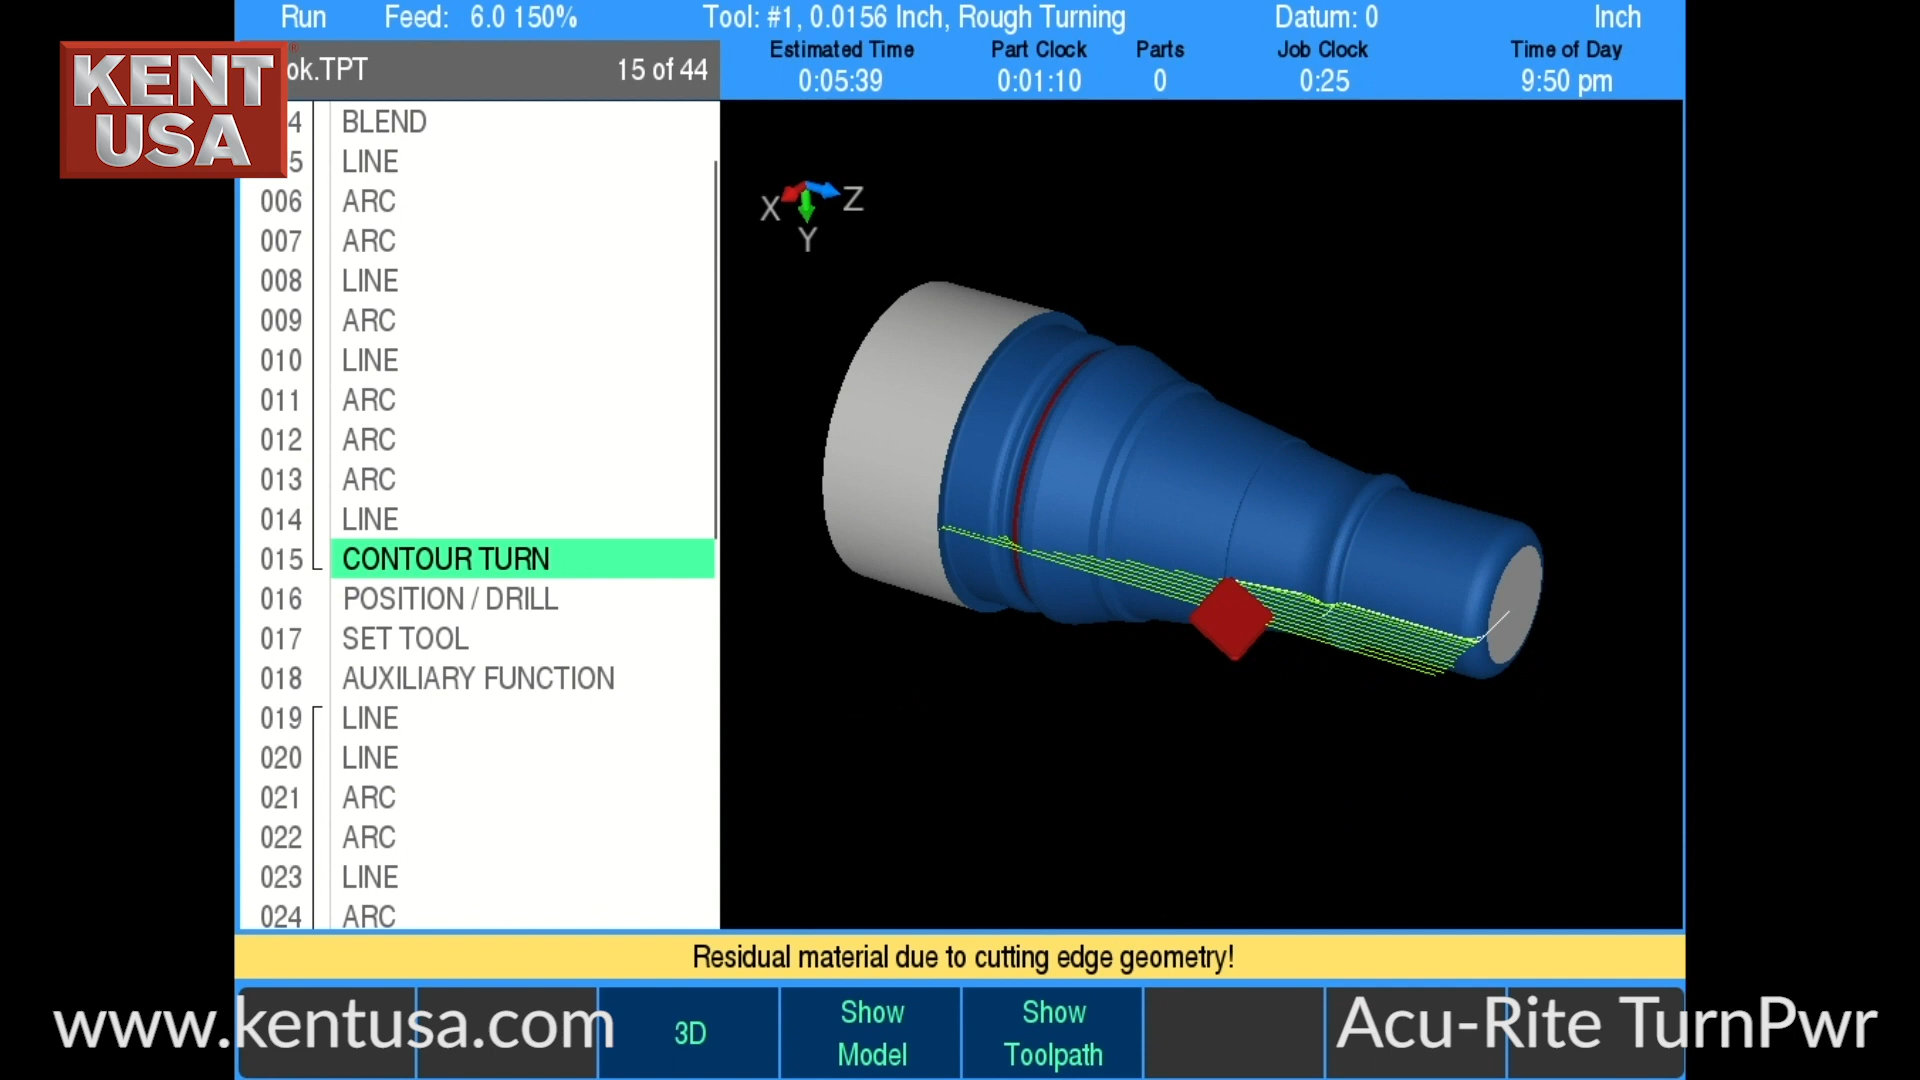 Run Feed: 6.0 150% Tool: #1, 0.0156 Inch, Rough Turning Datum: 0 Inch
KENT
USA
ok.TPT 15 of 44
Estimated Time Part Clock Parts Job Clock Time of Day
0:05:39 0:01:10 0 0:25 9:50 pm
4 BLEND
5 LINE
006 ARC
007 ARC
008 LINE
009 ARC
010 LINE
011 ARC
012 ARC
013 ARC
014 LINE
015 CONTOUR TURN
016 POSITION / DRILL
017 SET TOOL
018 AUXILIARY FUNCTION
019 LINE
020 LINE
021 ARC
022 ARC
023 LINE
024 ARC
X Z
Y
Residual material due to cutting edge geometry!
3D
Show
Model
Show
Toolpath
www.kentusa.com
Acu-Rite TurnPwr